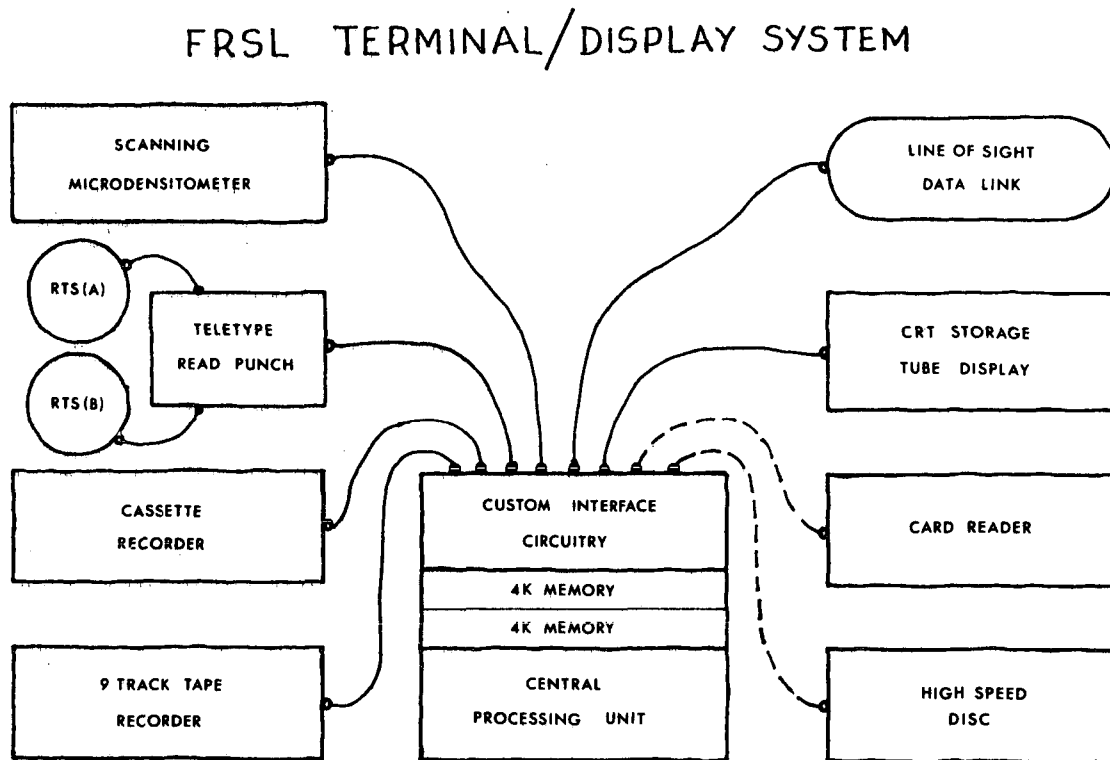 FRSL TERMINAL/DISPLAY SYSTEM
SCANNING
MICRODENSITOMETER
LINE OF SIGHT
DATA LINK
RTS(A)
TELETYPE
READ PUNCH
RTS(B)
CRT STORAGE
TUBE DISPLAY
CASSETTE
RECORDER
CUSTOM INTERFACE
CIRCUITRY
4K MEMORY
4K MEMORY
CENTRAL
PROCESSING UNIT
CARD READER
9 TRACK TAPE
RECORDER
HIGH SPEED
DISC